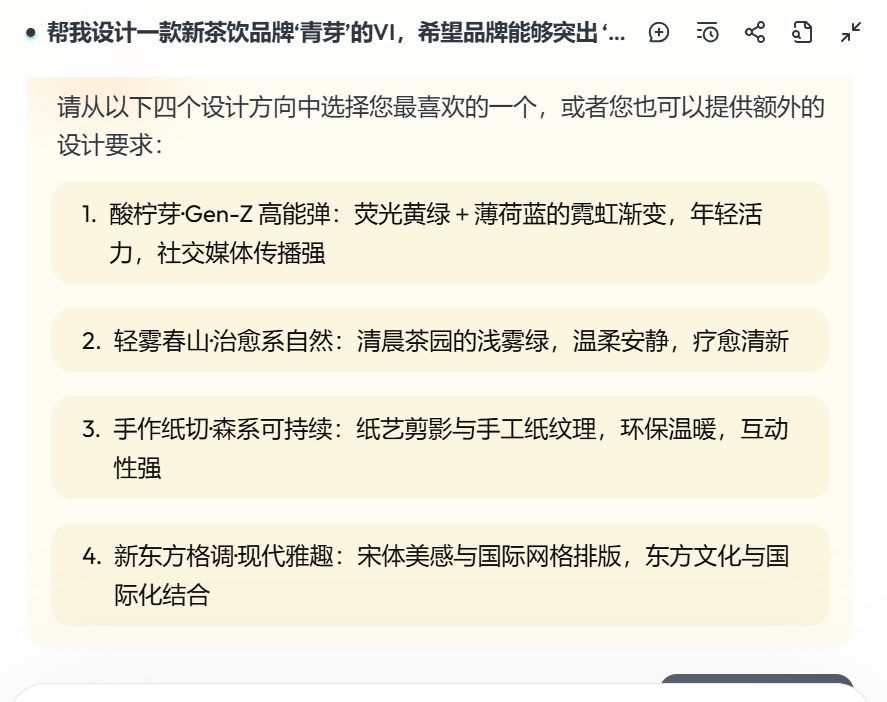 帮我设计一款新茶饮品牌‘青芽’的VI，希望品牌能够突出‘...
请从以下四个设计方向中选择您最喜欢的一个，或者您也可以提供额外的
设计要求：
1. 酸柠芽·Gen-Z 高能弹：荧光黄绿 + 薄荷蓝的霓虹渐变，年轻活
力，社交媒体传播强
2. 轻雾春山·治愈系自然：清晨茶园的浅雾绿，温柔安静，疗愈清新
3. 手作纸切·森系可持续：纸艺剪影与手工纸纹理，环保温暖，互动
性强
4. 新东方格调·现代雅趣：宋体美感与国际网格排版，东方文化与国
际化结合